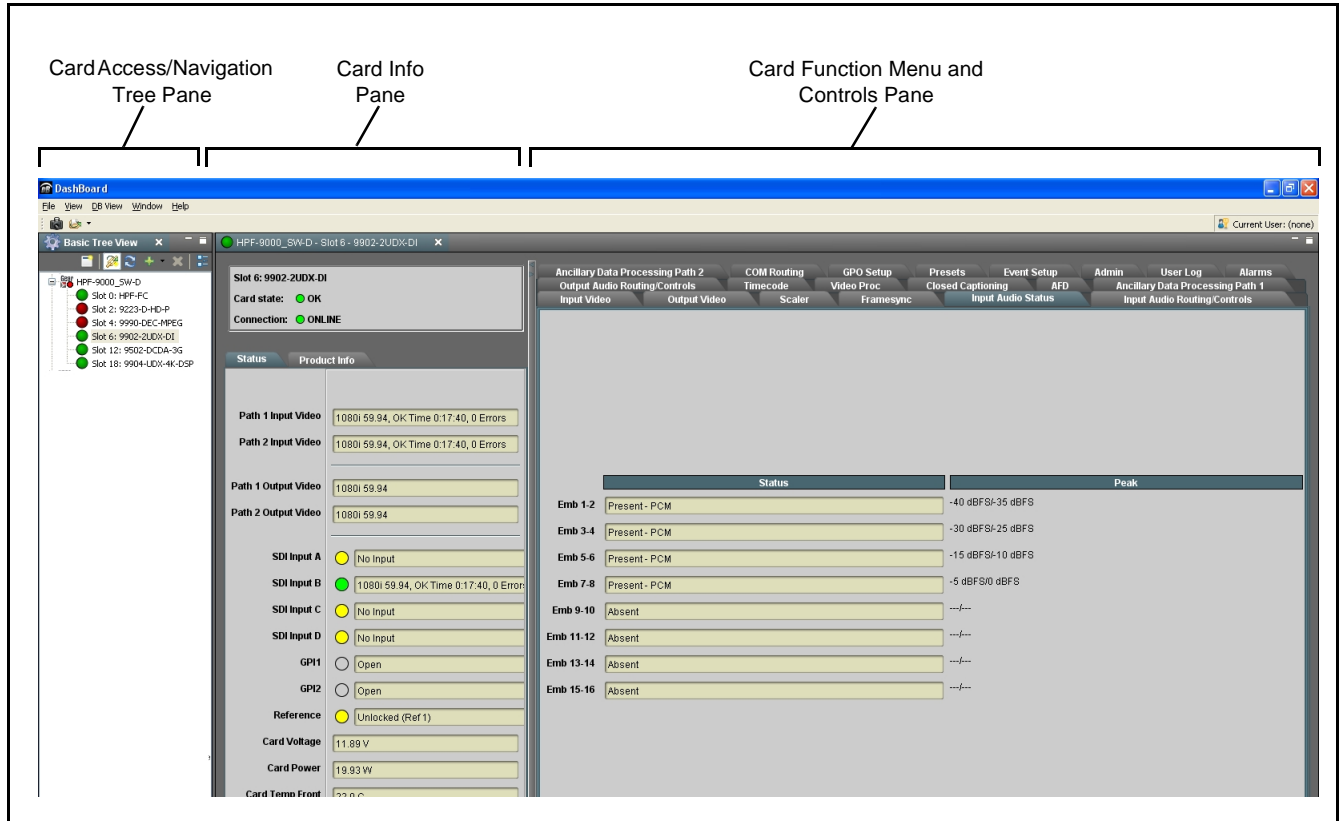 Card Access/Navigation
Tree Pane
Card Info
Pane
Card Function Menu and
Controls Pane
DashBoard
File View DB View Window Help
Current User: (none)
Basic Tree View
HPF-9000_SW-D - Slot 6 - 9902-2UDX-DI
HPF-9000_SW-D
Slot 0: HPF-FC
Slot 2: 9223-D-HD-P
Slot 4: 9990-DEC-MPEG
Slot 6: 9902-2UDX-DI
Slot 12: 9502-DCDA-3G
Slot 18: 9904-UDX-4K-DSP
Slot 6: 9902-2UDX-DI
Card state: OK
Connection: ONLINE
Status Product Info
Path 1 Input Video 1080i 59.94, OK Time 0:17:40, 0 Errors
Path 2 Input Video 1080i 59.94, OK Time 0:17:40, 0 Errors
Path 1 Output Video 1080i 59.94
Path 2 Output Video 1080i 59.94
SDI Input A No Input
SDI Input B 1080i 59.94, OK Time 0:17:40, 0 Error
SDI Input C No Input
SDI Input D No Input
GPI1 Open
GPI2 Open
Reference Unlocked (Ref 1)
Card Voltage 11.89 V
Card Power 19.93 W
Card Temp Front
Ancillary Data Processing Path 2 COM Routing GPO Setup Presets Event Setup Admin User Log Alarms
Output Audio Routing/Controls Timecode Video Proc Closed Captioning AFD Ancillary Data Processing Path 1
Input Video Output Video Scaler Framesync Input Audio Status Input Audio Routing/Controls
Status Peak
Emb 1-2 Present - PCM -40 dBFS/-35 dBFS
Emb 3-4 Present - PCM -30 dBFS/-25 dBFS
Emb 5-6 Present - PCM -15 dBFS/-10 dBFS
Emb 7-8 Present - PCM -5 dBFS/0 dBFS
Emb 9-10 Absent ---/---
Emb 11-12 Absent ---/---
Emb 13-14 Absent ---/---
Emb 15-16 Absent ---/---